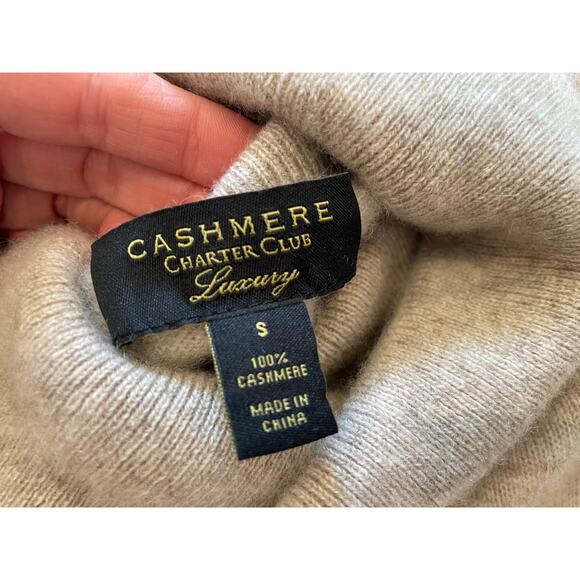 CASHMERE
CHARTER CLUB
Luxury
S
100%
CASHMERE
MADE IN
CHINA